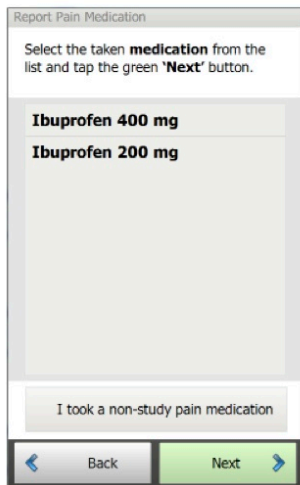 Report Pain Medication
Select the taken medication from the
list and tap the green ‘Next’ button.
Ibuprofen 400 mg
Ibuprofen 200 mg
I took a non-study pain medication
Back
Next